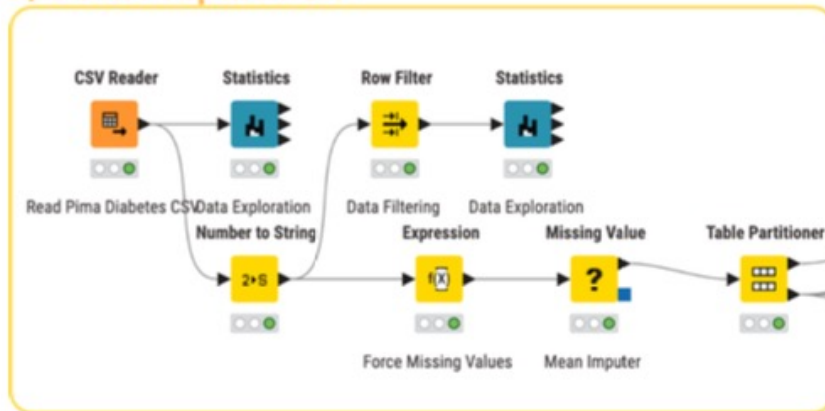 CSV Reader
Statistics
Row Filter
Statistics
Read Pima Diabetes CSV
Data Exploration
Data Filtering
Data Exploration
Number to String
Expression
Missing Value
Table Partitioner
2▸S
f(X)
?
Force Missing Values
Mean Imputer